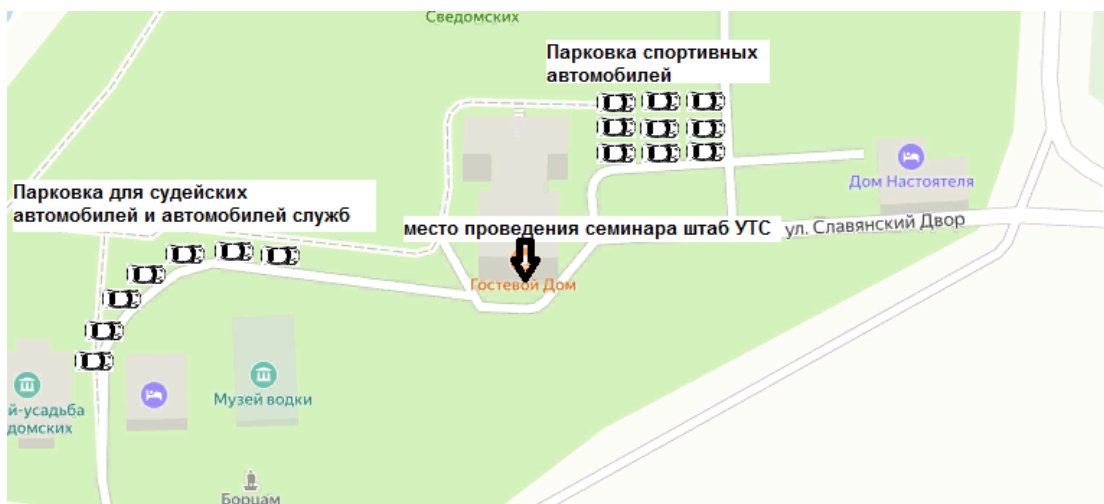 Сведомских
Парковка спортивных
автомобилей
Дом Настоятеля
Парковка для судейских
автомобилей и автомобилей служб
место проведения семинара штаб УТС
ул. Славянский Двор
Гостевой Дом
Музей водки
й-усадьба
домских
Борцам